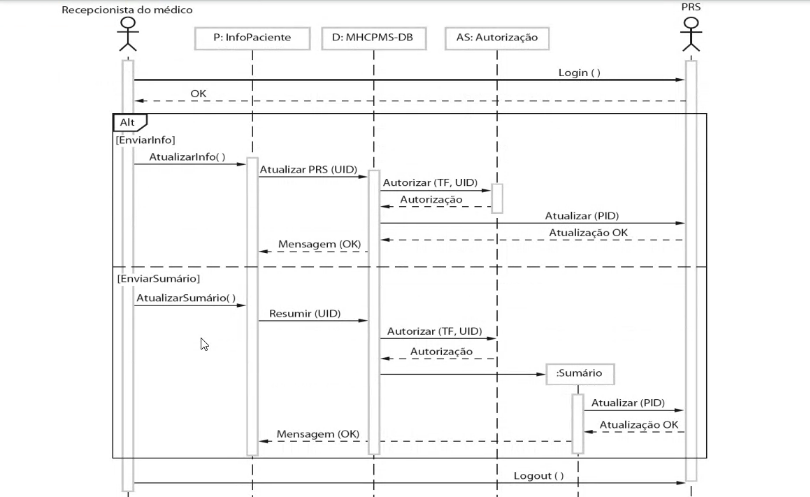 Recepcionista do médico
PRS
P: InfoPaciente
D: MHCPMS-DB
AS: Autorização
Login ( )
OK
Alt
[EnviarInfo]
AtualizarInfo( )
Atualizar PRS (UID)
Autorizar (TF, UID)
Autorização
Atualizar (PID)
Atualização OK
Mensagem (OK)
[EnviarSumário]
AtualizarSumário( )
Resumir (UID)
Autorizar (TF, UID)
Autorização
:Sumário
Atualizar (PID)
Atualização OK
Mensagem (OK)
Logout ( )